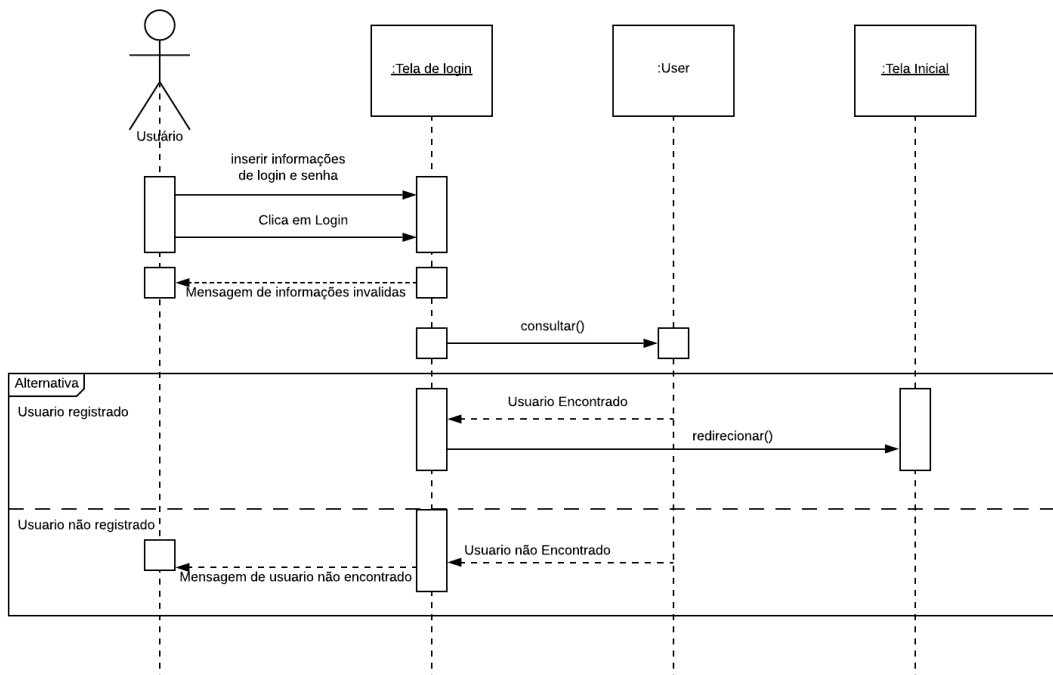 Usuário
:Tela de login
:User
:Tela Inicial
inserir informações
de login e senha
Clica em Login
Mensagem de informações invalidas
consultar()
Alternativa
Usuario registrado
Usuario Encontrado
redirecionar()
Usuario não registrado
Usuario não Encontrado
Mensagem de usuario não encontrado